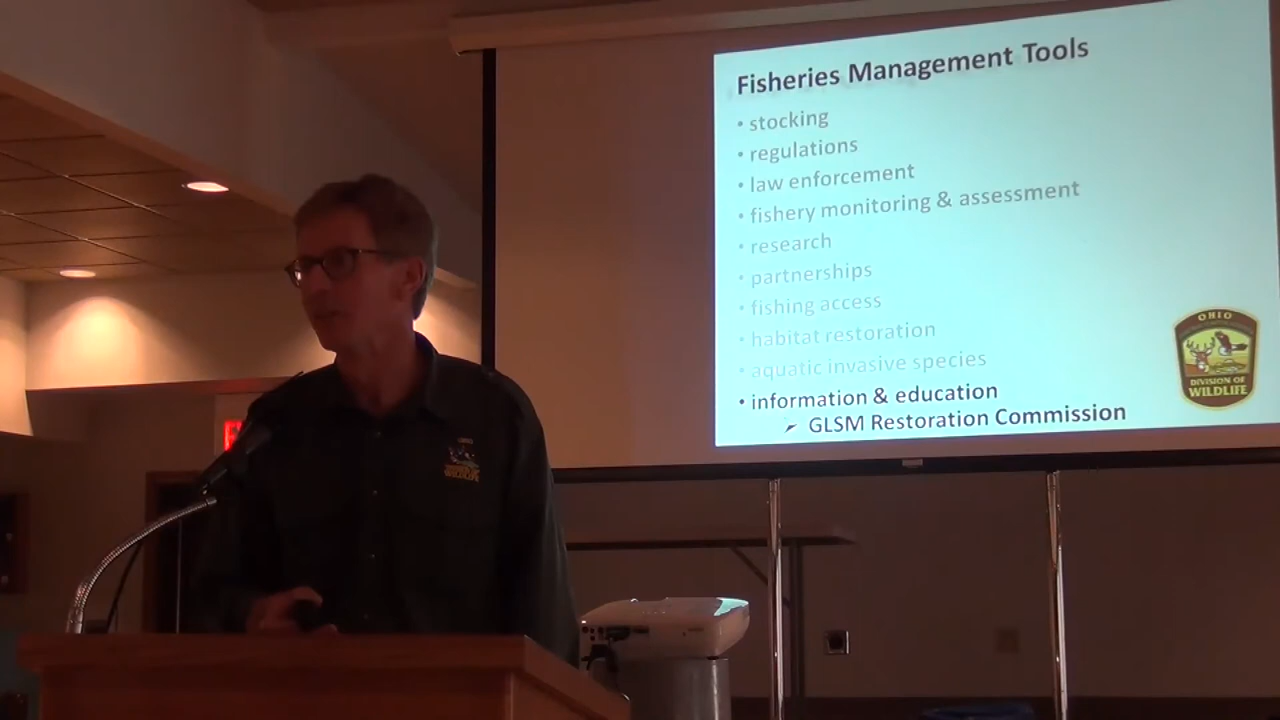 Fisheries Management Tools
• stocking
• regulations
• law enforcement
• fishery monitoring & assessment
• research
• partnerships
• fishing access
• habitat restoration
• aquatic invasive species
• information & education
➤ GLSM Restoration Commission
OHIO
DIVISION OF
WILDLIFE